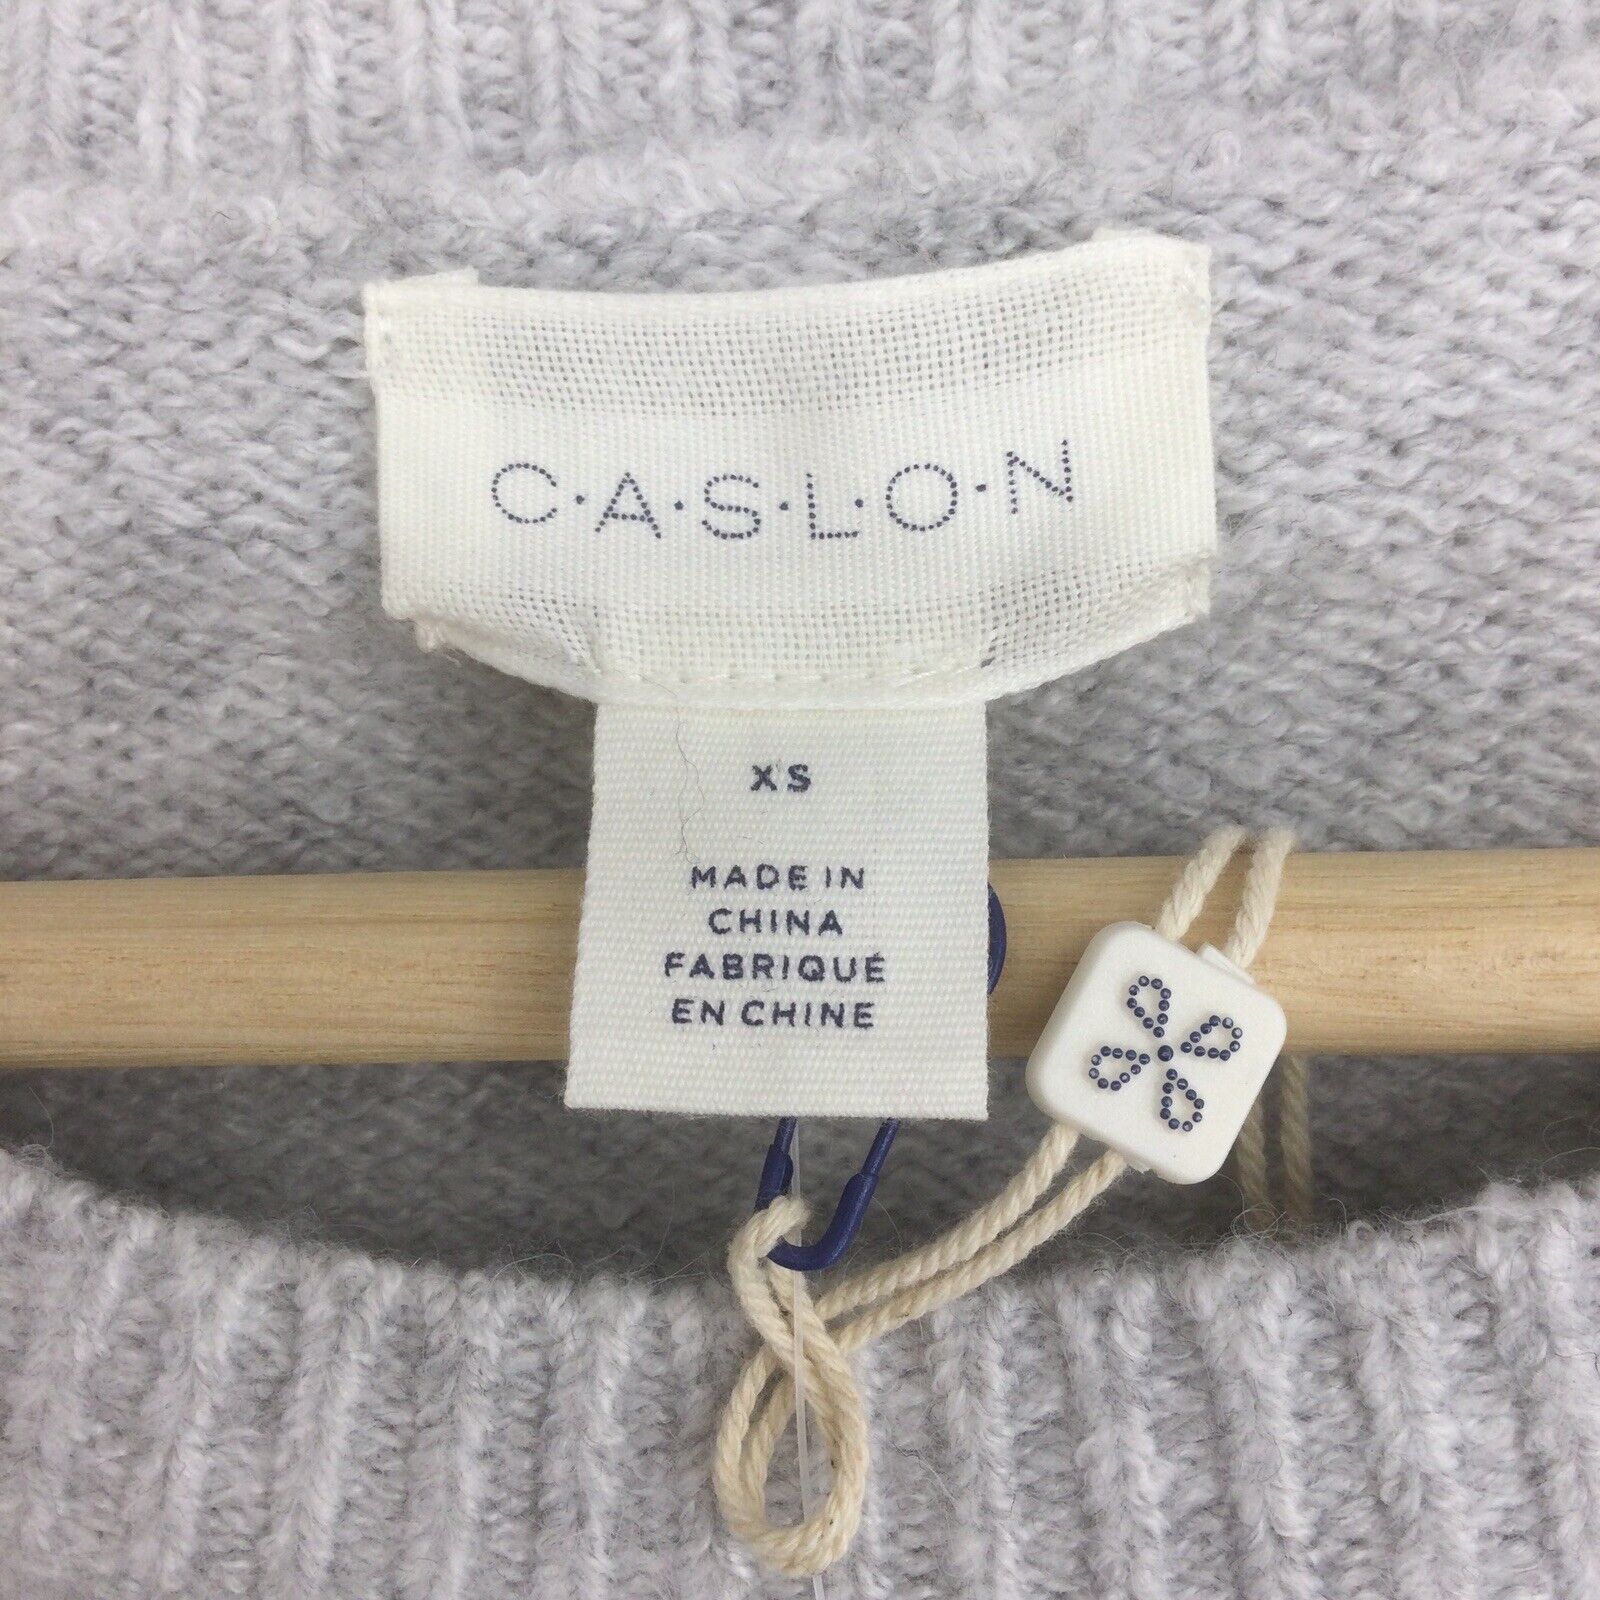 C·A·S·L·O·N
XS
MADE IN
CHINA
FABRIQUÉ
EN CHINE